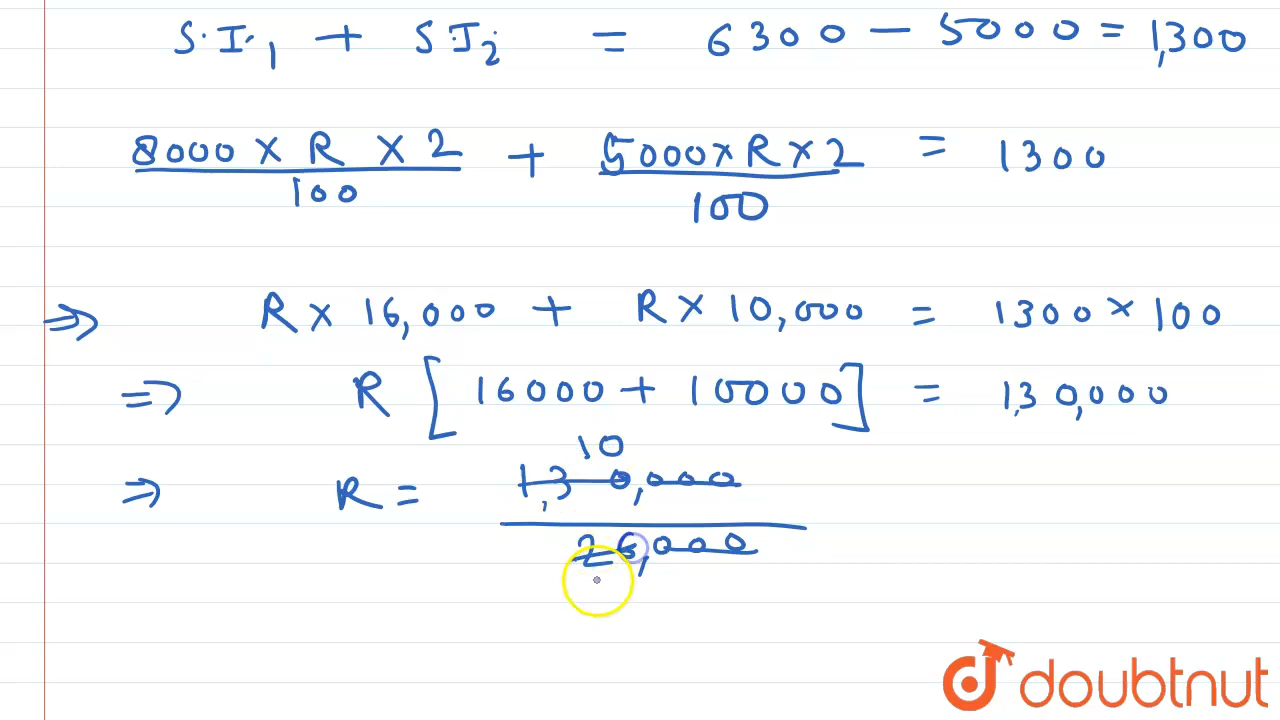 S.I.1 + S.I.2 = 6300 - 5000 = 1,300
8000 × R × 2 / 100 + 5000 × R × 2 / 100 = 1300
⇒ R × 16,000 + R × 10,000 = 1300 × 100
⇒ R [16000 + 10000] = 1,30,000
10
⇒ R = 1,30,000 / 26,000
doubtnut